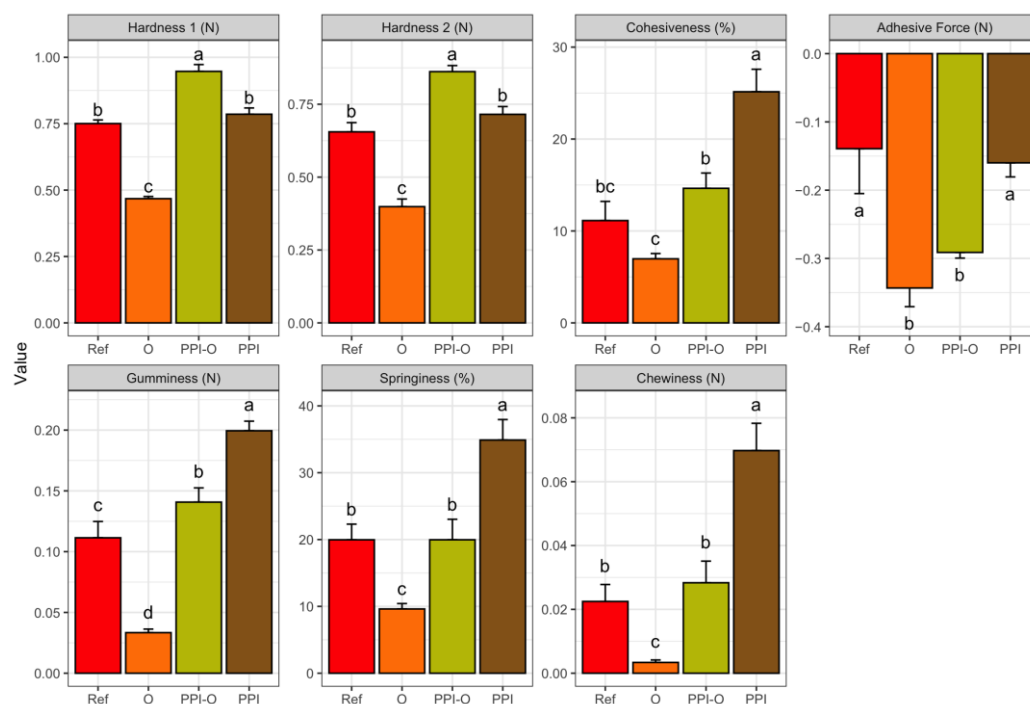 Hardness 1 (N)
Hardness 2 (N)
Cohesiveness (%)
Adhesive Force (N)
1.00
0.75
0.50
0.25
0.00
b
c
a
b
Ref O PPI-O PPI
0.75
0.50
0.25
0.00
b
c
a
b
Ref O PPI-O PPI
30
20
10
0
bc
c
b
a
Ref O PPI-O PPI
0.0
−0.1
−0.2
−0.3
−0.4
a
b
b
a
Ref O PPI-O PPI
Value
Gumminess (N)
Springiness (%)
Chewiness (N)
0.20
0.15
0.10
0.05
0.00
c
d
b
a
Ref O PPI-O PPI
40
30
20
10
0
b
c
b
a
Ref O PPI-O PPI
0.08
0.06
0.04
0.02
0.00
b
c
b
a
Ref O PPI-O PPI